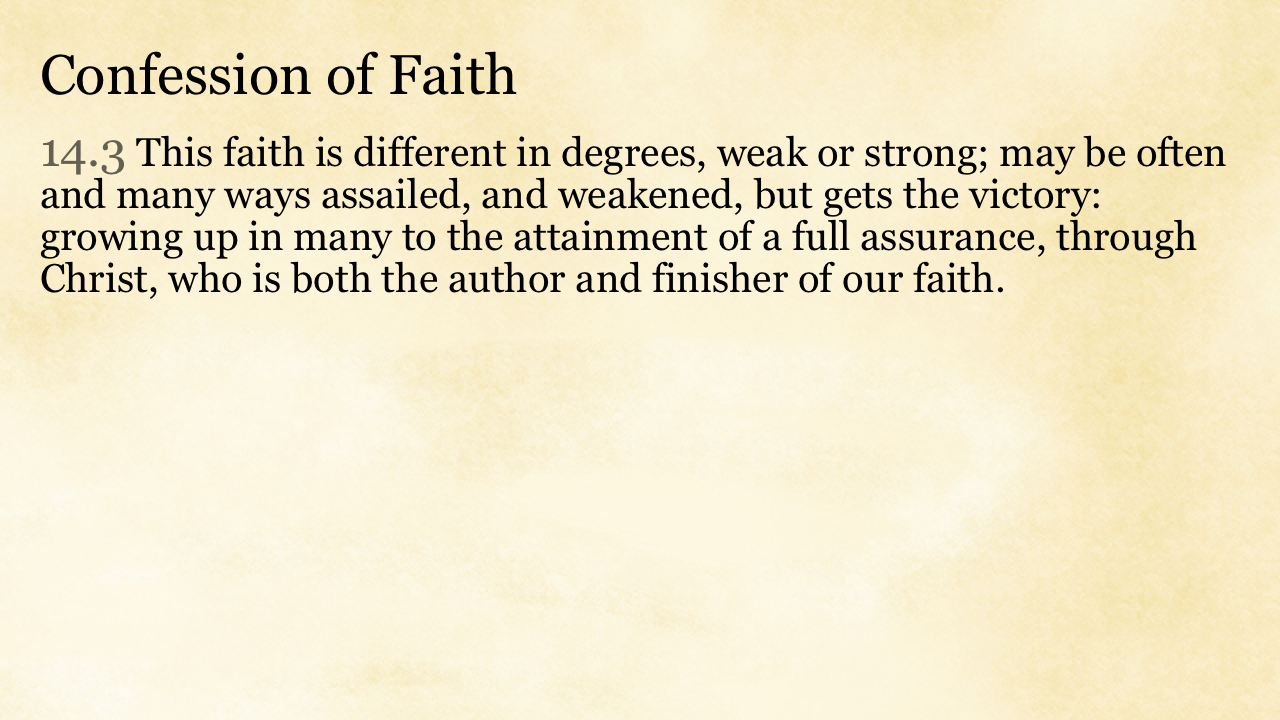 Confession of Faith
14.3 This faith is different in degrees, weak or strong; may be often
and many ways assailed, and weakened, but gets the victory:
growing up in many to the attainment of a full assurance, through
Christ, who is both the author and finisher of our faith.